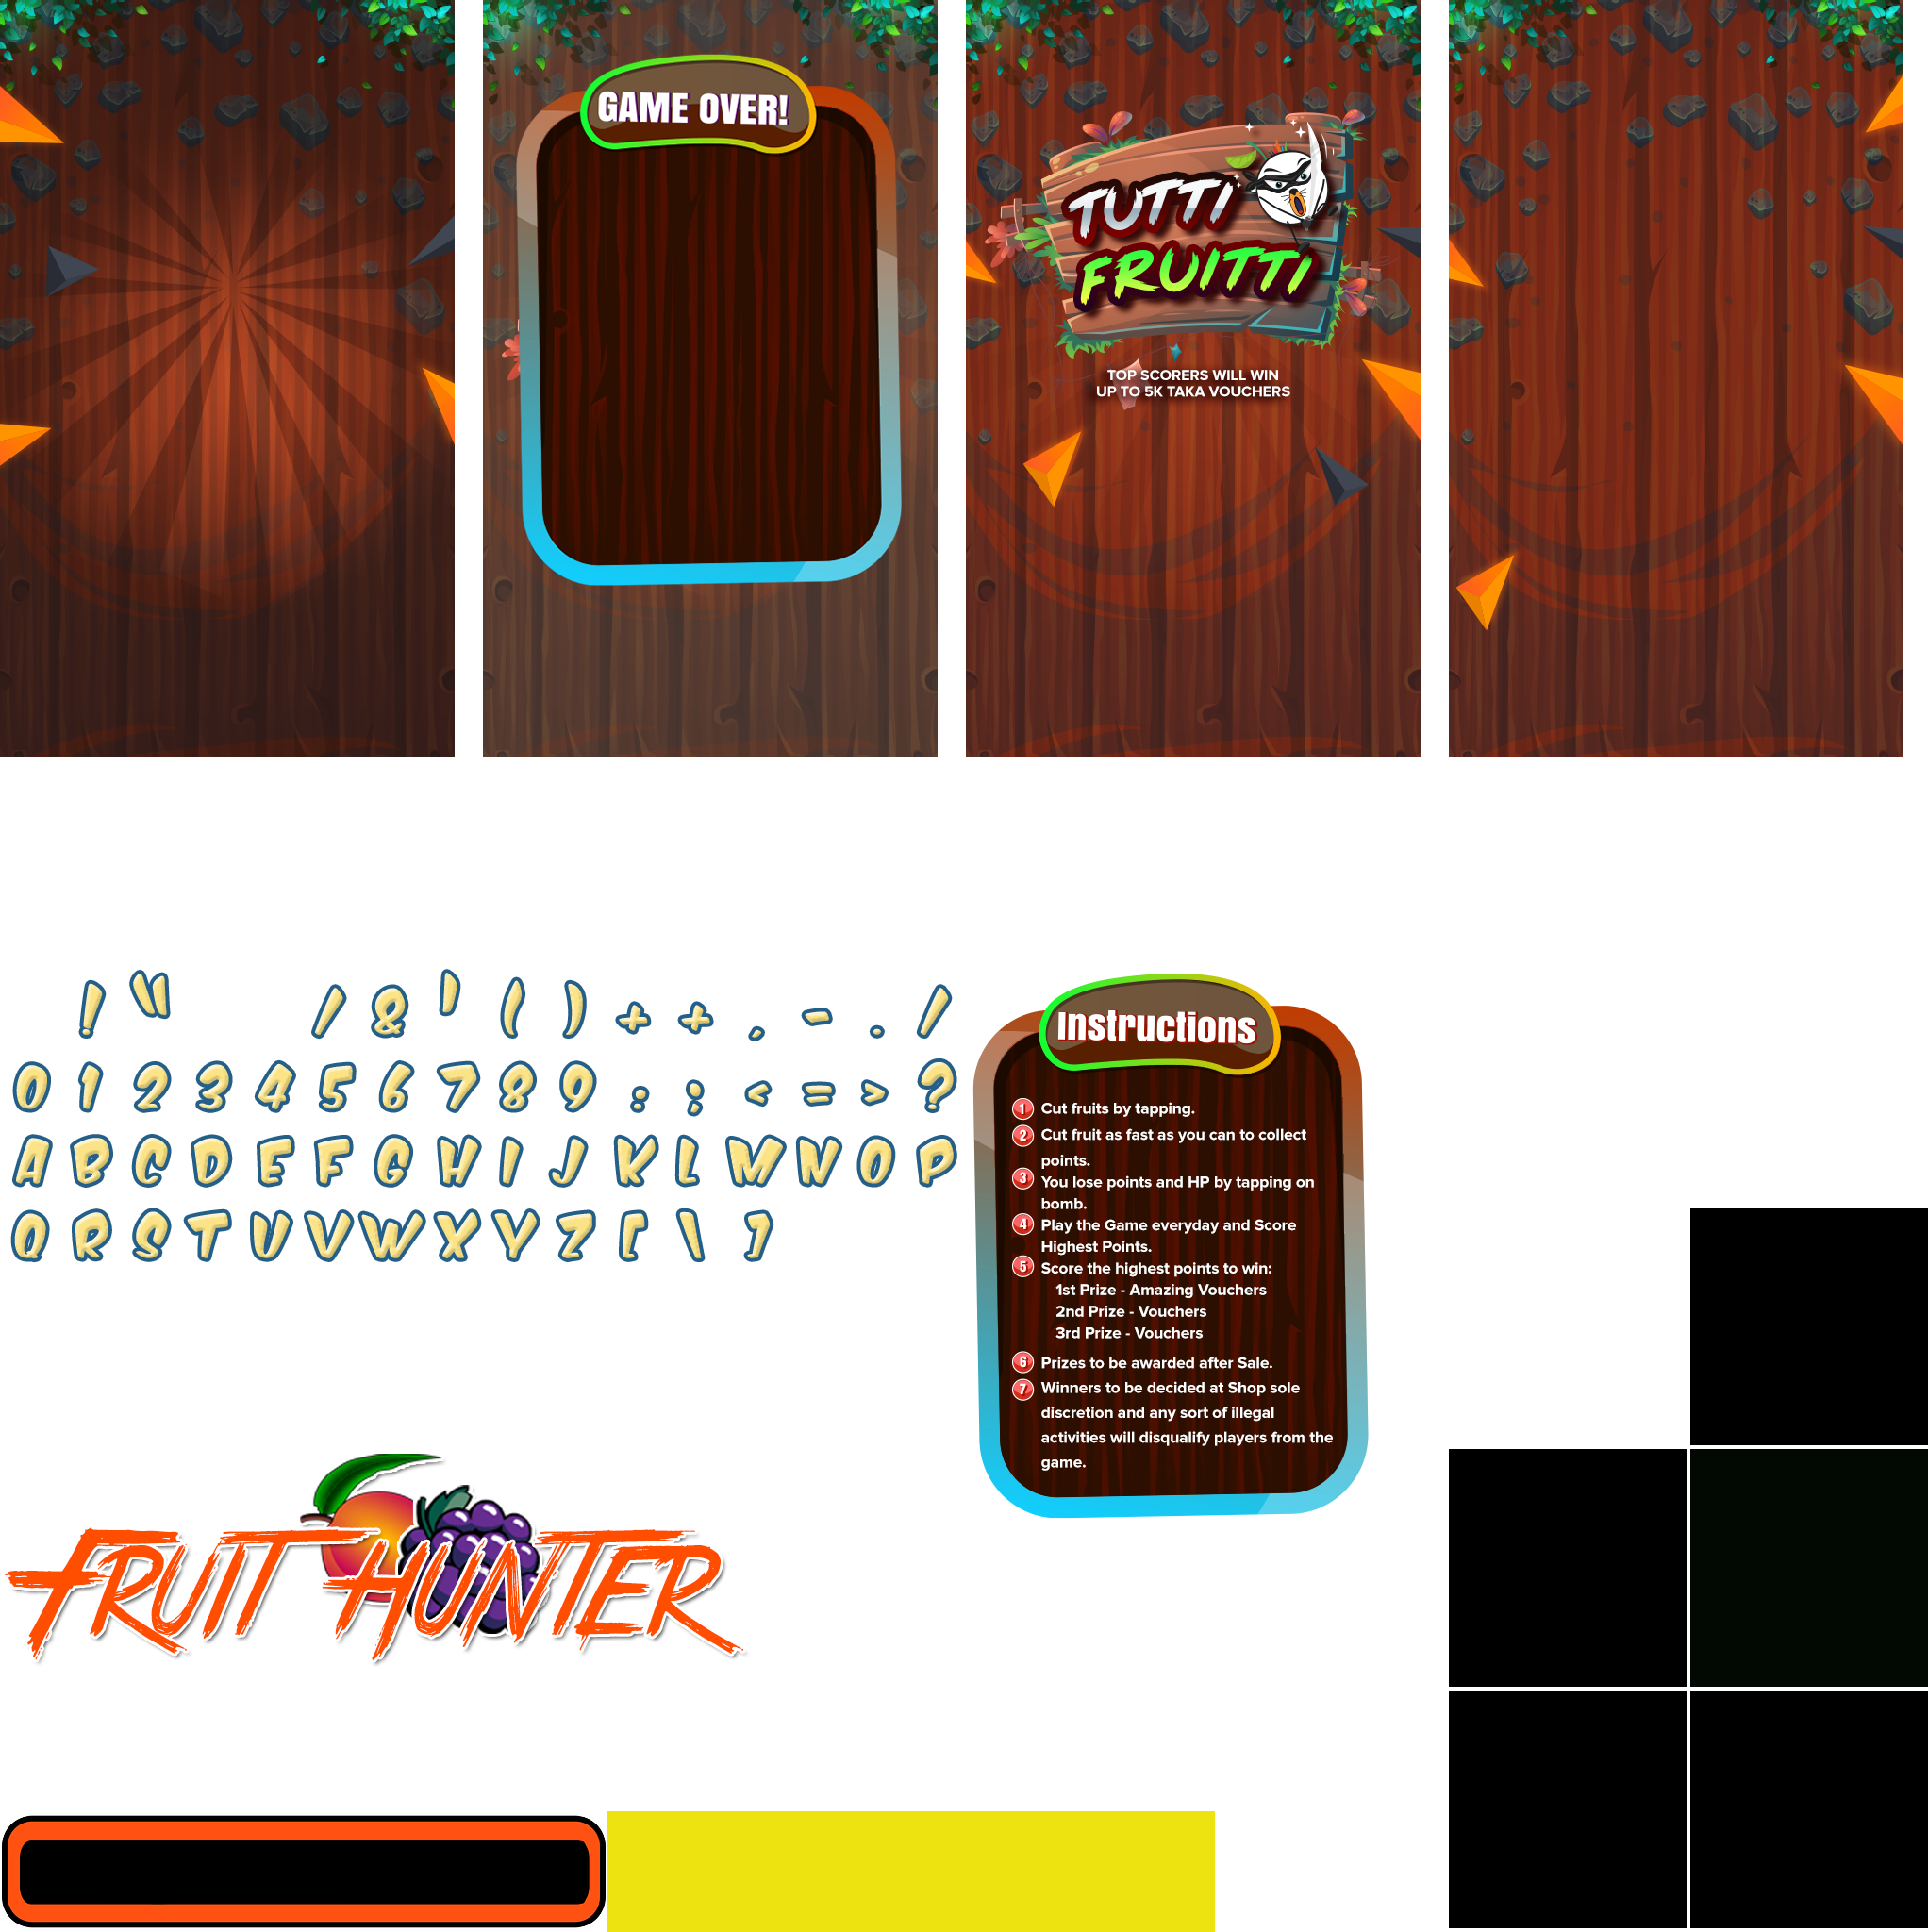 GAME OVER!
TUTTI
FRUITTI
TOP SCORERS WILL WIN
UP TO 5K TAKA VOUCHERS
! " / & ' ( ) + + , - . /
0 1 2 3 4 5 6 7 8 9 : ; < = > ?
A B C D E F G H I J K L M N O P
Q R S T U V W X Y Z [ \ ]
Instructions
1 Cut fruits by tapping.
2 Cut fruit as fast as you can to collect
points.
3 You lose points and HP by tapping on
bomb.
4 Play the Game everyday and Score
Highest Points.
5 Score the highest points to win:
1st Prize - Amazing Vouchers
2nd Prize - Vouchers
3rd Prize - Vouchers
6 Prizes to be awarded after Sale.
7 Winners to be decided at Shop sole
discretion and any sort of illegal
activities will disqualify players from the
game.
FRUIT HUNTER